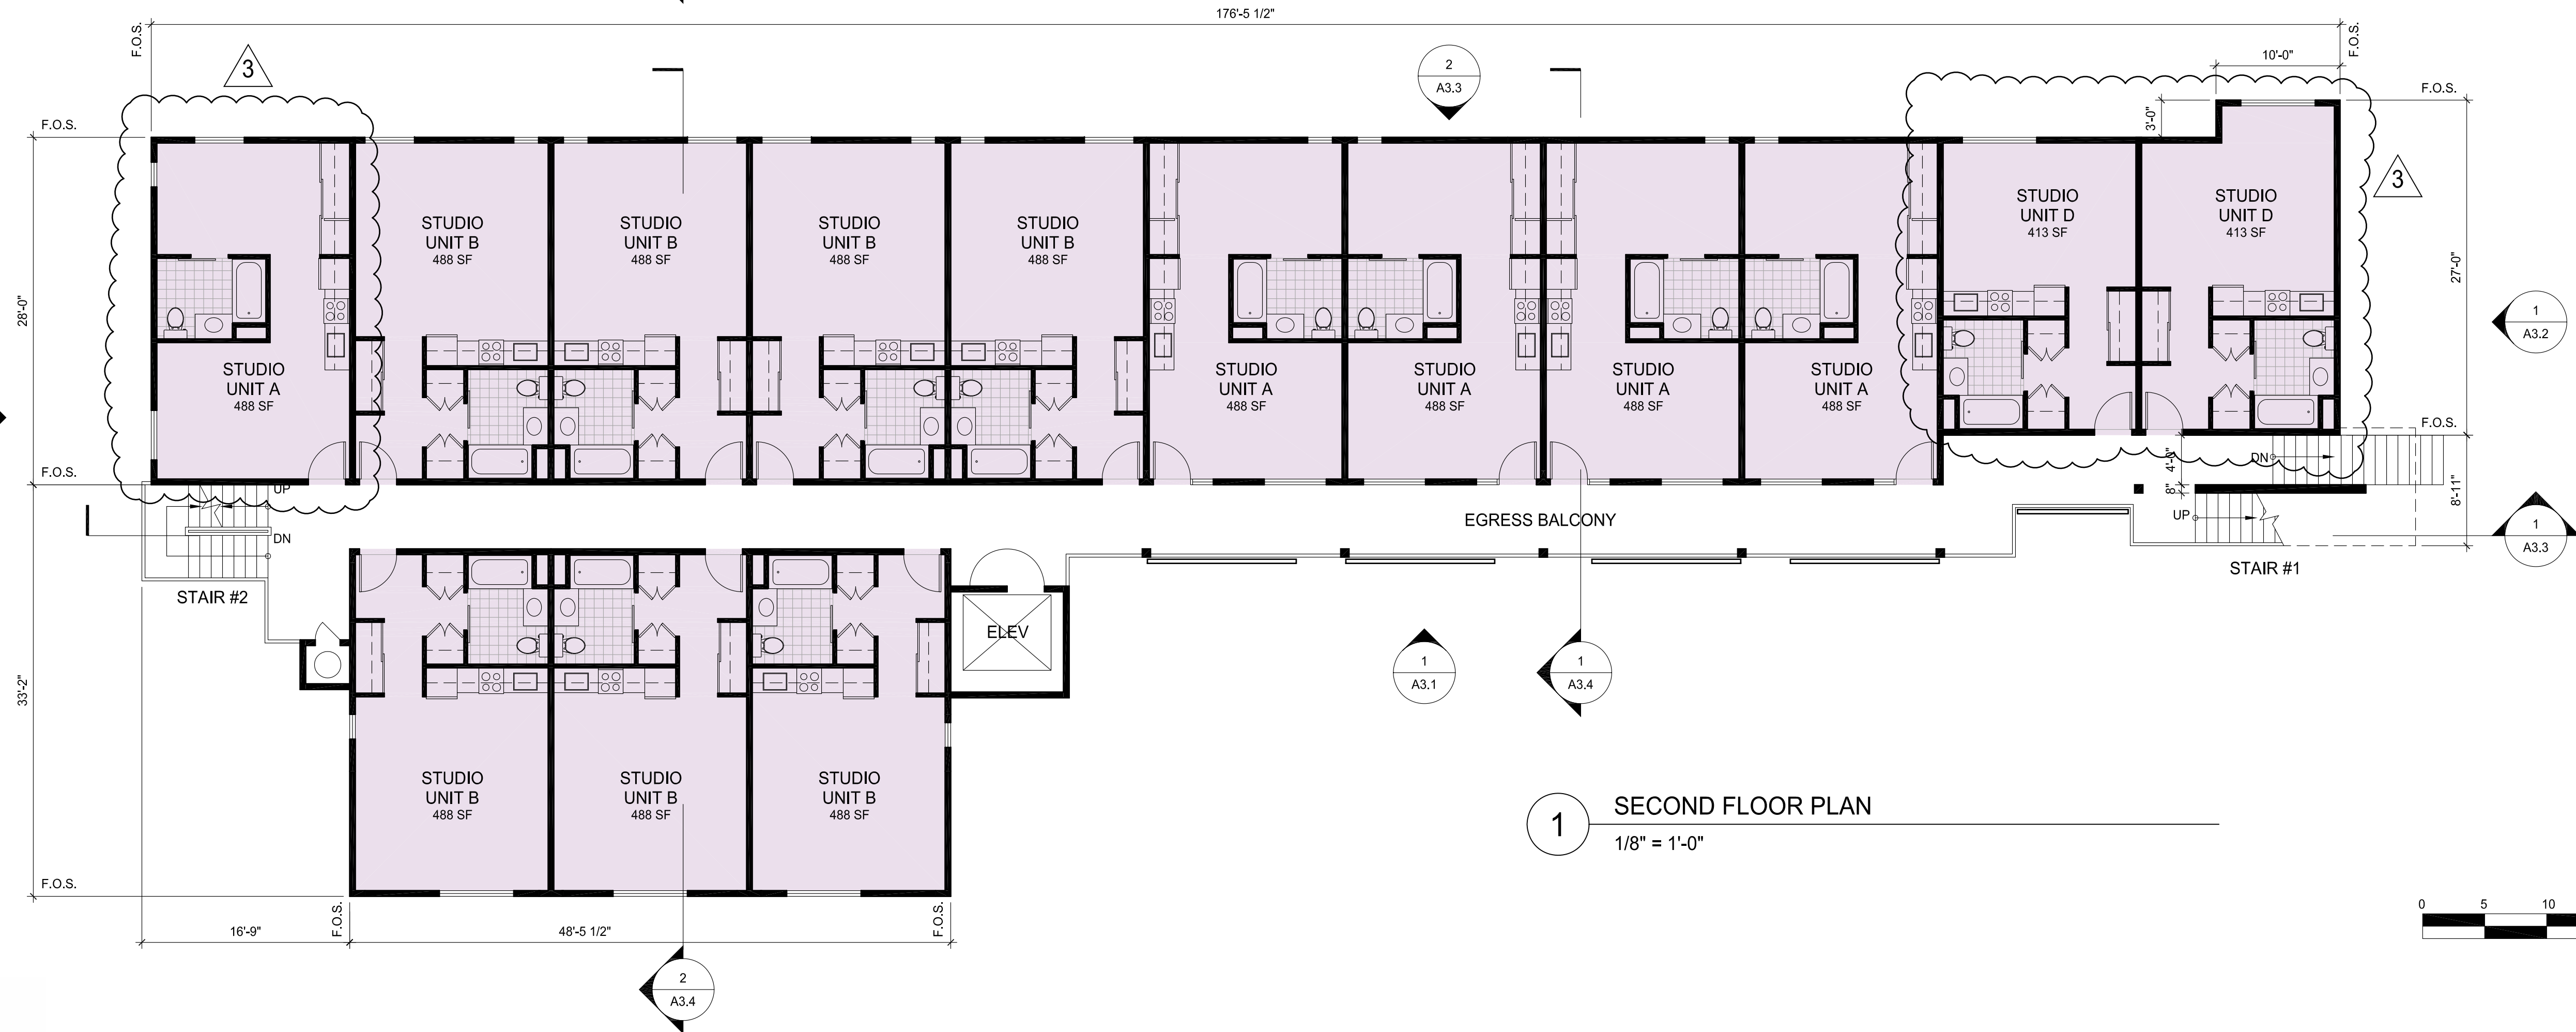 176'-5 1/2"
F.O.S.
F.O.S.
3
2
A3.3
10'-0"
F.O.S.
3'-0"
F.O.S.
3
STUDIO
UNIT B
488 SF
STUDIO
UNIT B
488 SF
STUDIO
UNIT B
488 SF
STUDIO
UNIT B
488 SF
STUDIO
UNIT D
413 SF
STUDIO
UNIT D
413 SF
28'-0"
27'-0"
1
A3.2
STUDIO
UNIT A
488 SF
STUDIO
UNIT A
488 SF
STUDIO
UNIT A
488 SF
STUDIO
UNIT A
488 SF
STUDIO
UNIT A
488 SF
F.O.S.
F.O.S.
UP
DN
4'-0"
8"
DN
UP
8'-11"
EGRESS BALCONY
1
A3.3
STAIR #2
STAIR #1
ELEV
1
A3.1
1
A3.4
33'-2"
STUDIO
UNIT B
488 SF
STUDIO
UNIT B
488 SF
STUDIO
UNIT B
488 SF
1
SECOND FLOOR PLAN
1/8" = 1'-0"
F.O.S.
F.O.S.
F.O.S.
16'-9"
48'-5 1/2"
0 5 10
2
A3.4